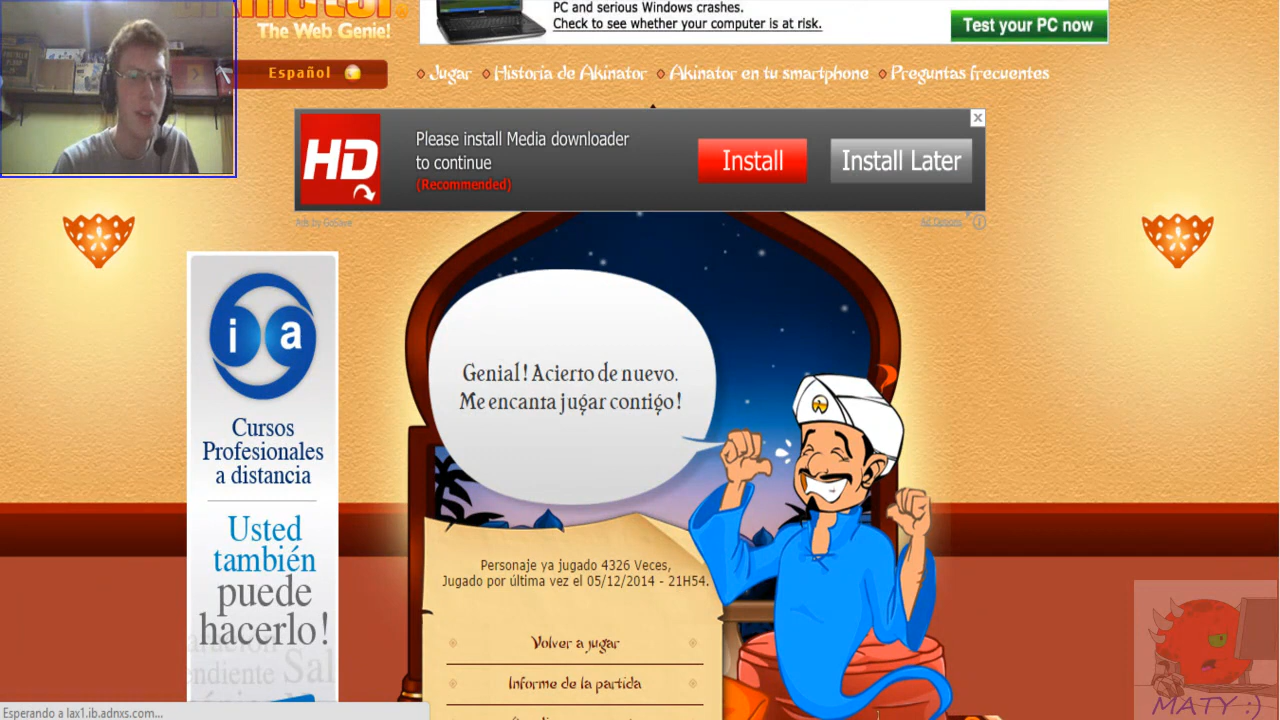 Akinator
The Web Genie!
PC and serious Windows crashes.
Check to see whether your computer is at risk.
Test your PC now
Español
Jugar
Historia de Akinator
Akinator en tu smartphone
Preguntas frecuentes
HD
Please install Media downloader
to continue
(Recommended)
Install
Install Later
Ad Options
i a
Cursos
Profesionales
a distancia
Usted
también
puede
hacerlo!
Genial! Acierto de nuevo.
Me encanta jugar contigo!
Personaje ya jugado 4326 Veces,
Jugado por última vez el 05/12/2014 - 21H54.
Volver a jugar
Informe de la partida
Esperando a lax1.ib.adnxs.com...
MATY :)